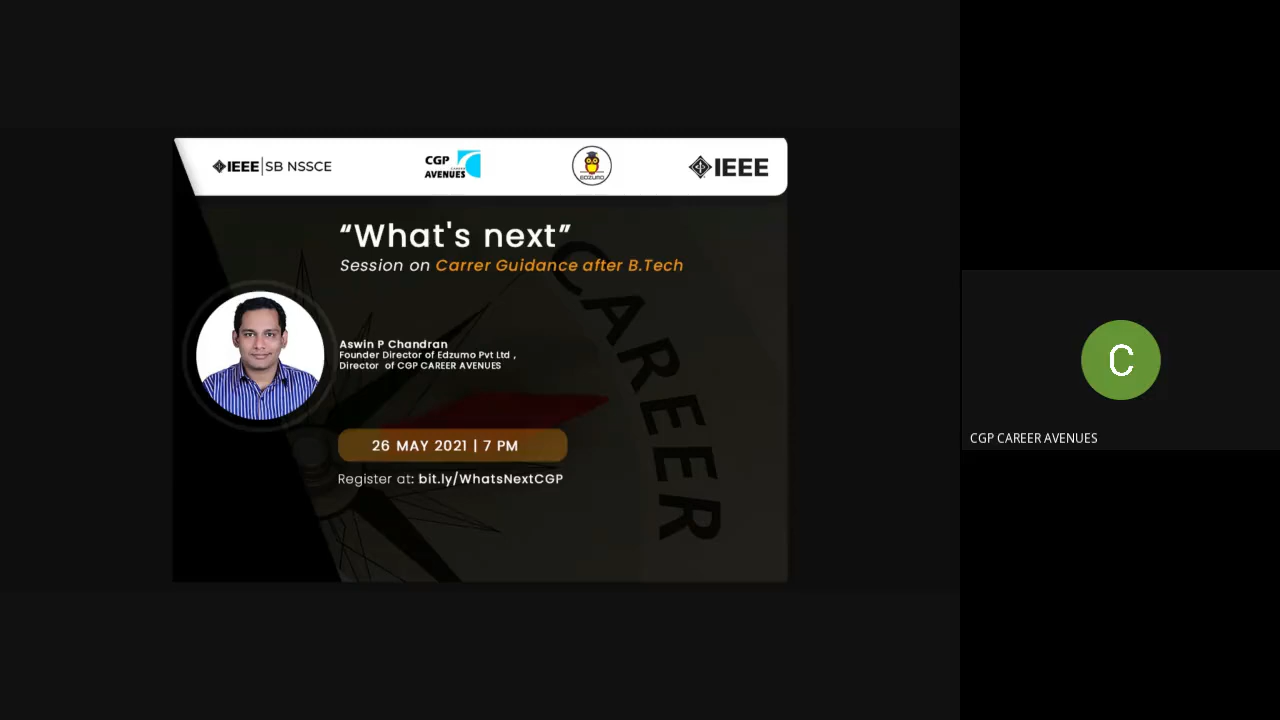 IEEE SB NSSCE
CGP
CAREER
AVENUES
EDZUMO
IEEE
“What's next”
Session on Carrer Guidance after B.Tech
Aswin P Chandran
Founder Director of Edzumo Pvt Ltd ,
Director of CGP CAREER AVENUES
26 MAY 2021 | 7 PM
Register at: bit.ly/WhatsNextCGP
CAREER
C
CGP CAREER AVENUES